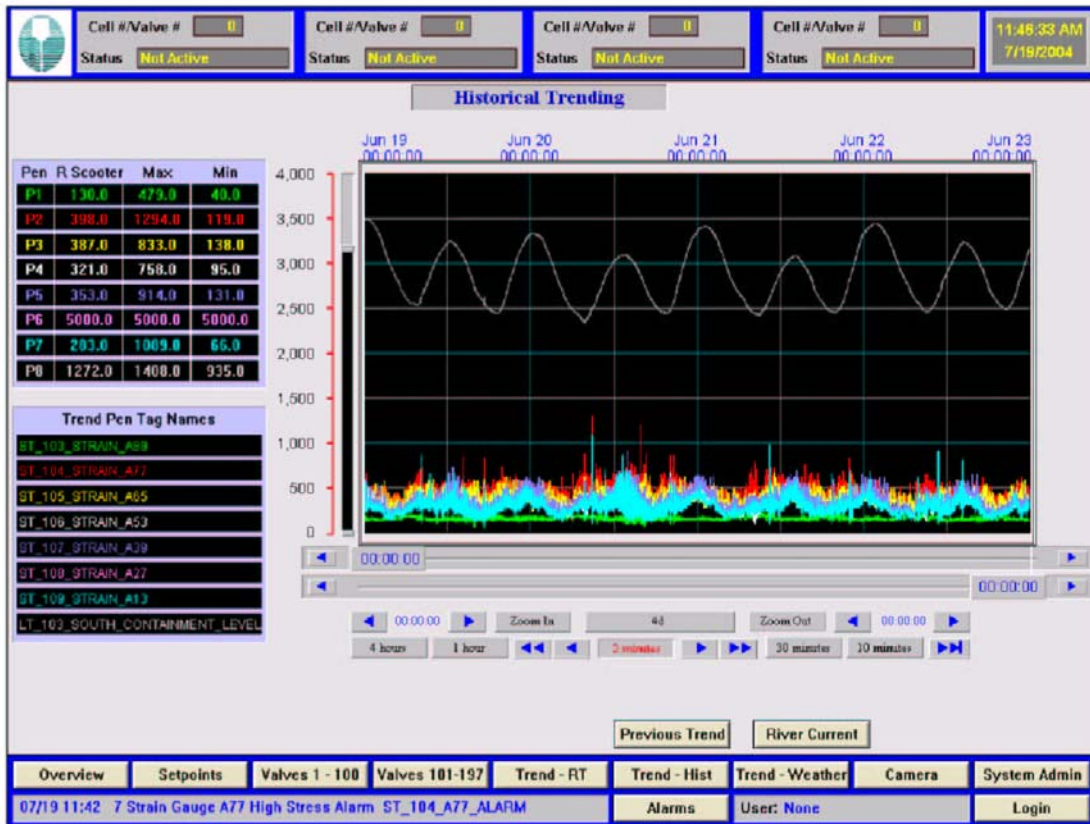 Cell #/Valve # 0 Cell #/Valve # 0 Cell #/Valve # 0 Cell #/Valve # 0 11:46:33 AM
Status Not Active Status Not Active Status Not Active Status Not Active 7/19/2004
Historical Trending
Jun 19 Jun 20 Jun 21 Jun 22 Jun 23
00:00:00 00:00:00 00:00:00 00:00:00 00:00:00
Pen R Scooter Max Min
P1 130.0 479.0 40.0
P2 398.0 1294.0 119.0
P3 387.0 833.0 138.0
P4 321.0 758.0 95.0
P5 353.0 914.0 131.0
P6 5000.0 5000.0 5000.0
P7 283.0 1089.0 66.0
P8 1272.0 1408.0 935.0
Trend Pen Tag Names
ST_103_STRAIN_A89
ST_104_STRAIN_A77
ST_105_STRAIN_A65
ST_106_STRAIN_A53
ST_107_STRAIN_A39
ST_108_STRAIN_A27
ST_109_STRAIN_A13
LT_103_SOUTH_CONTAINMENT_LEVEL
4,000
3,500
3,000
2,500
2,000
1,500
1,000
500
0
00:00:00
00:00:00
00:00:00 Zoom In 4d Zoom Out 00:00:00
4 hours 1 hour 2 minutes 30 minutes 10 minutes
Previous Trend River Current
Overview Setpoints Valves 1 - 100 Valves 101-197 Trend - RT Trend - Hist Trend - Weather Camera System Admin
07/19 11:42 7 Strain Gauge A77 High Stress Alarm ST_104_A77_ALARM Alarms User: None Login